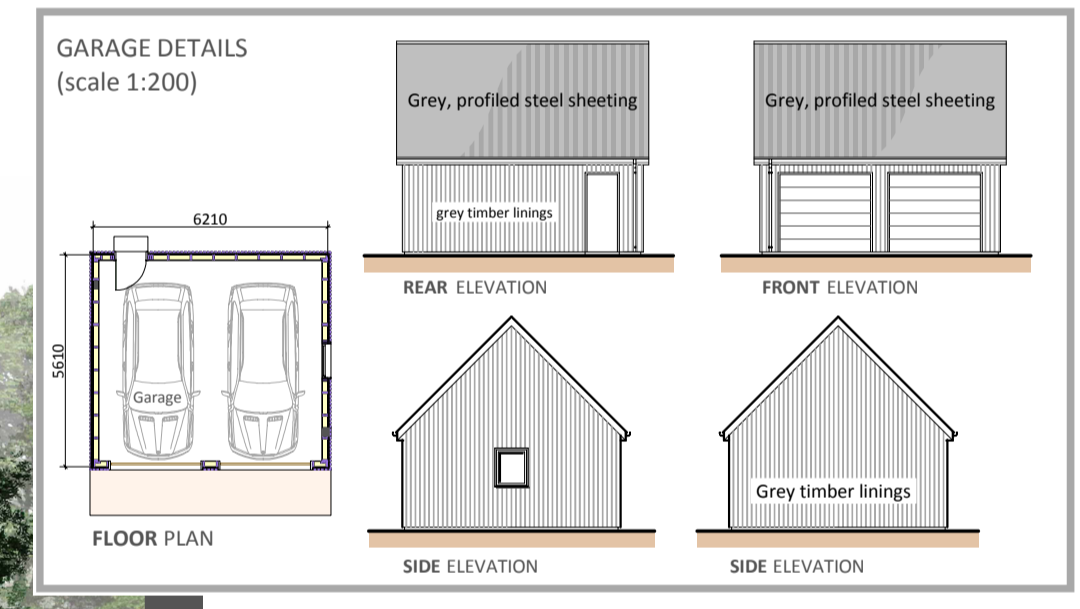 GARAGE DETAILS
(scale 1:200)
Grey, profiled steel sheeting
grey timber linings
REAR ELEVATION
Grey, profiled steel sheeting
FRONT ELEVATION
6210
5610
Garage
FLOOR PLAN
SIDE ELEVATION
Grey timber linings
SIDE ELEVATION